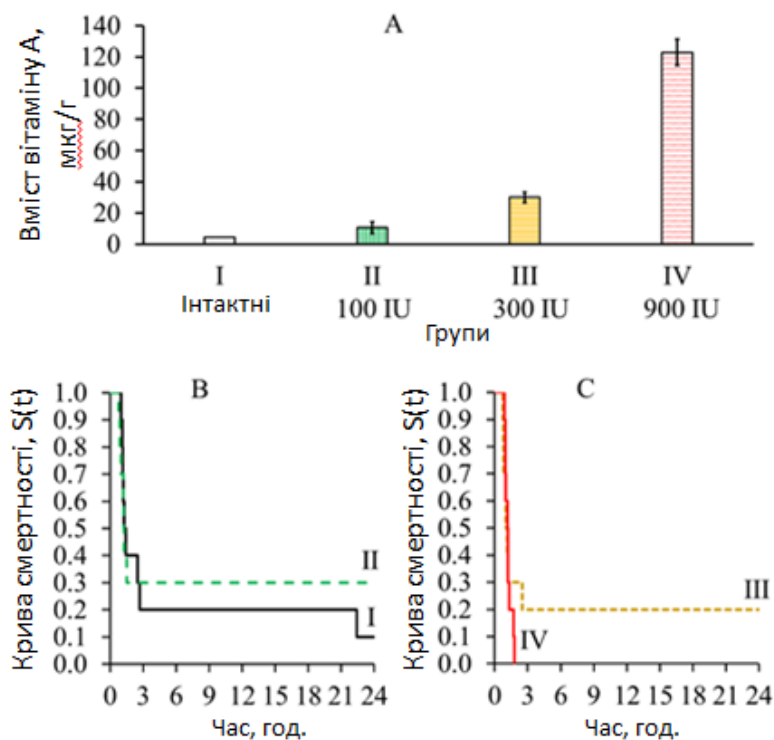 A
Вміст вітаміну А,
мкг/г
140
120
100
80
60
40
20
0
I II III IV
Інтактні 100 IU 300 IU 900 IU
Групи
B
Крива смертності, S(t)
1.0
0.9
0.8
0.7
0.6
0.5
0.4
0.3
0.2
0.1
0.0
II
I
0 3 6 9 12 15 18 21 24
Час, год.
C
Крива смертності, S(t)
1.0
0.9
0.8
0.7
0.6
0.5
0.4
0.3
0.2
0.1
0.0
III
IV
0 3 6 9 12 15 18 21 24
Час, год.